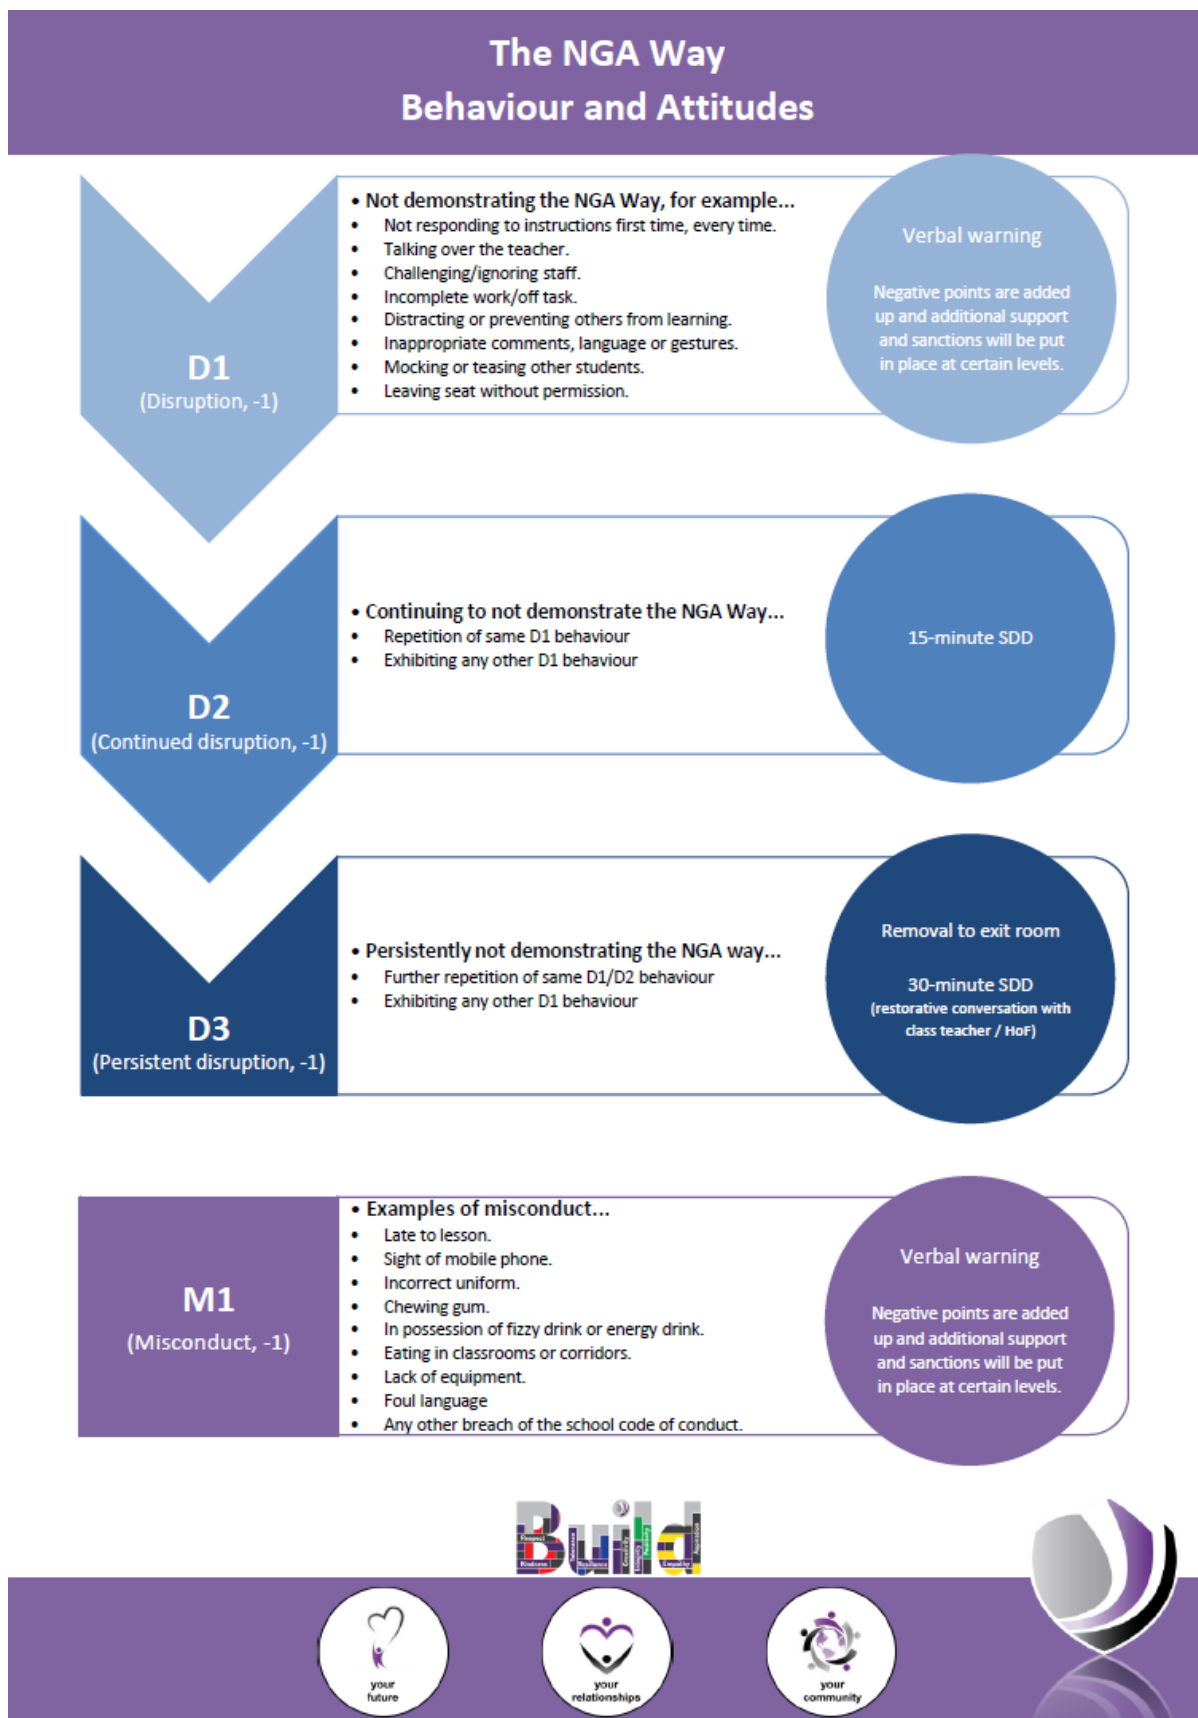 The NGA Way
Behaviour and Attitudes
D1
(Disruption, -1)
• Not demonstrating the NGA Way, for example...
• Not responding to instructions first time, every time.
• Talking over the teacher.
• Challenging/ignoring staff.
• Incomplete work/off task.
• Distracting or preventing others from learning.
• Inappropriate comments, language or gestures.
• Mocking or teasing other students.
• Leaving seat without permission.
Verbal warning
Negative points are added
up and additional support
and sanctions will be put
in place at certain levels.
D2
(Continued disruption, -1)
• Continuing to not demonstrate the NGA Way...
• Repetition of same D1 behaviour
• Exhibiting any other D1 behaviour
15-minute SDD
D3
(Persistent disruption, -1)
• Persistently not demonstrating the NGA way...
• Further repetition of same D1/D2 behaviour
• Exhibiting any other D1 behaviour
Removal to exit room
30-minute SDD
(restorative conversation with
class teacher / HoF)
M1
(Misconduct, -1)
• Examples of misconduct...
• Late to lesson.
• Sight of mobile phone.
• Incorrect uniform.
• Chewing gum.
• In possession of fizzy drink or energy drink.
• Eating in classrooms or corridors.
• Lack of equipment.
• Foul language
• Any other breach of the school code of conduct.
Verbal warning
Negative points are added
up and additional support
and sanctions will be put
in place at certain levels.
Build
Respect
Kindness
Tolerance
Resilience
Creativity
Integrity
Positivity
Empathy
Aspiration
your
future
your
relationships
your
community